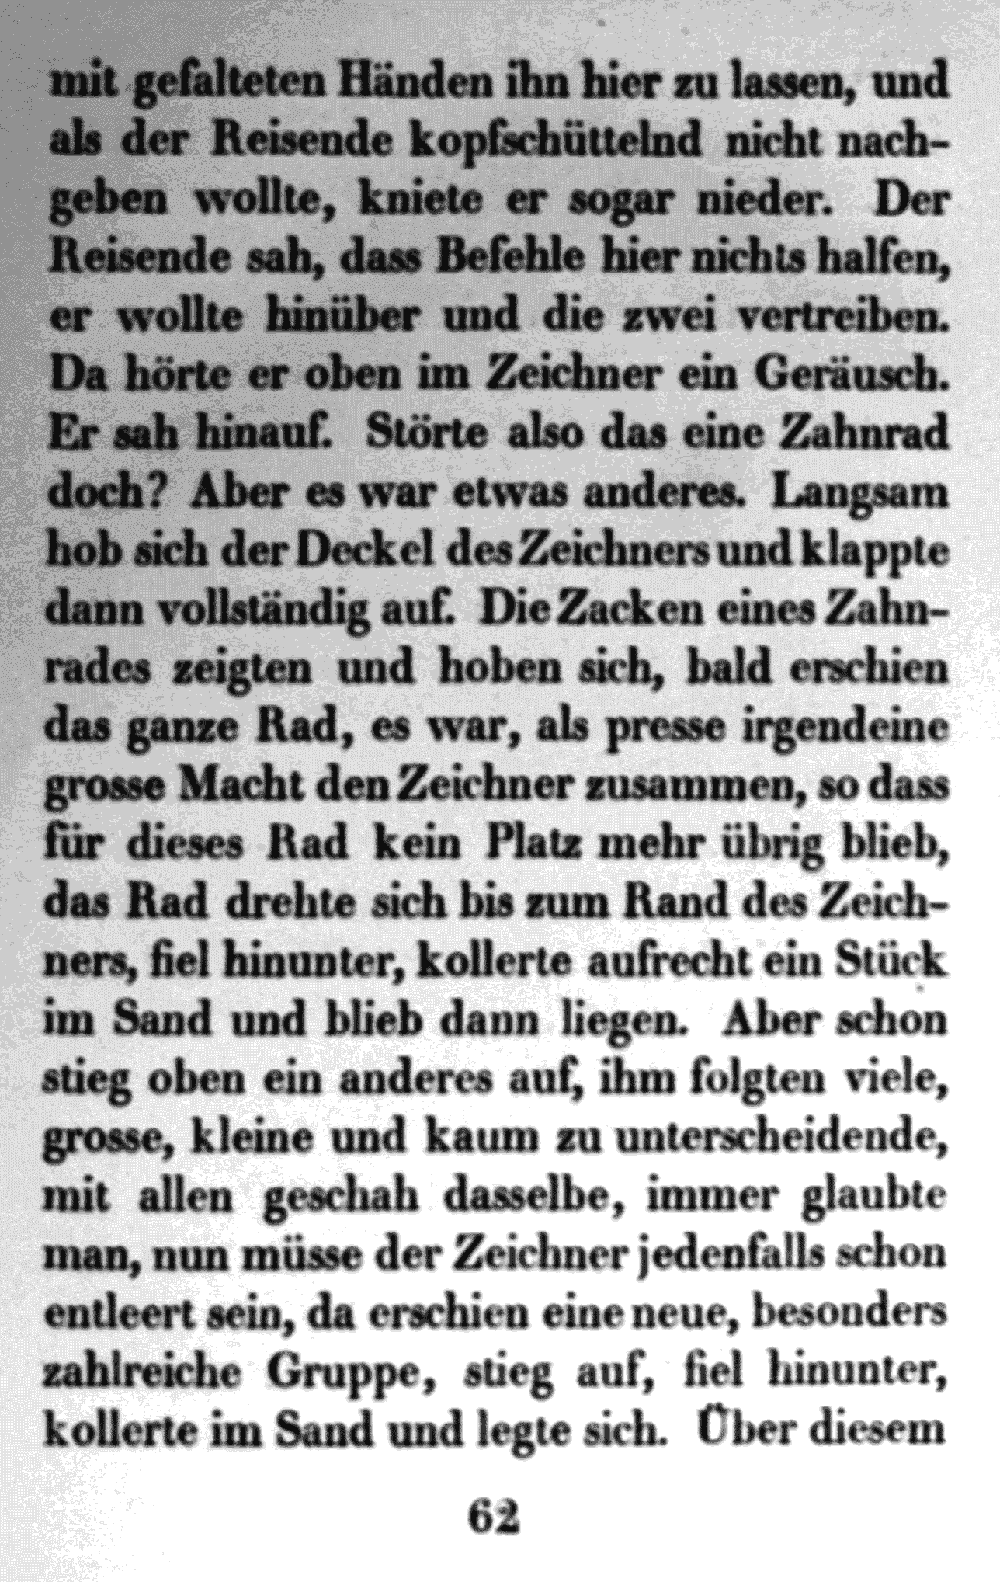 mit gefalteten Händen ihn hier zu lassen, und
als der Reisende kopfschüttelnd nicht nach-
geben wollte, kniete er sogar nieder. Der
Reisende sah, dass Befehle hier nichts halfen,
er wollte hinüber und die zwei vertreiben.
Da hörte er oben im Zeichner ein Geräusch.
Er sah hinauf. Störte also das eine Zahnrad
doch? Aber es war etwas anderes. Langsam
hob sich der Deckel des Zeichners und klappte
dann vollständig auf. Die Zacken eines Zahn-
rades zeigten und hoben sich, bald erschien
das ganze Rad, es war, als presse irgendeine
grosse Macht den Zeichner zusammen, so dass
für dieses Rad kein Platz mehr übrig blieb,
das Rad drehte sich bis zum Rand des Zeich-
ners, fiel hinunter, kollerte aufrecht ein Stück
im Sand und blieb dann liegen. Aber schon
stieg oben ein anderes auf, ihm folgten viele,
grosse, kleine und kaum zu unterscheidende,
mit allen geschah dasselbe, immer glaubte
man, nun müsse der Zeichner jedenfalls schon
entleert sein, da erschien eine neue, besonders
zahlreiche Gruppe, stieg auf, fiel hinunter,
kollerte im Sand und legte sich. Über diesem
62